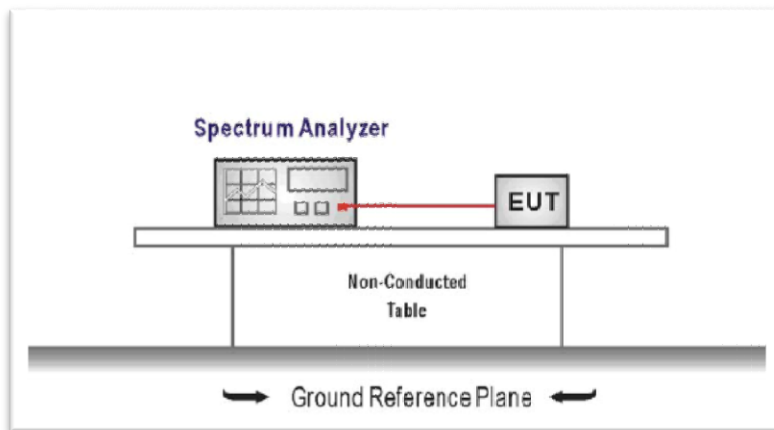 Spectrum Analyzer
EUT
Non-Conducted
Table
Ground Reference Plane